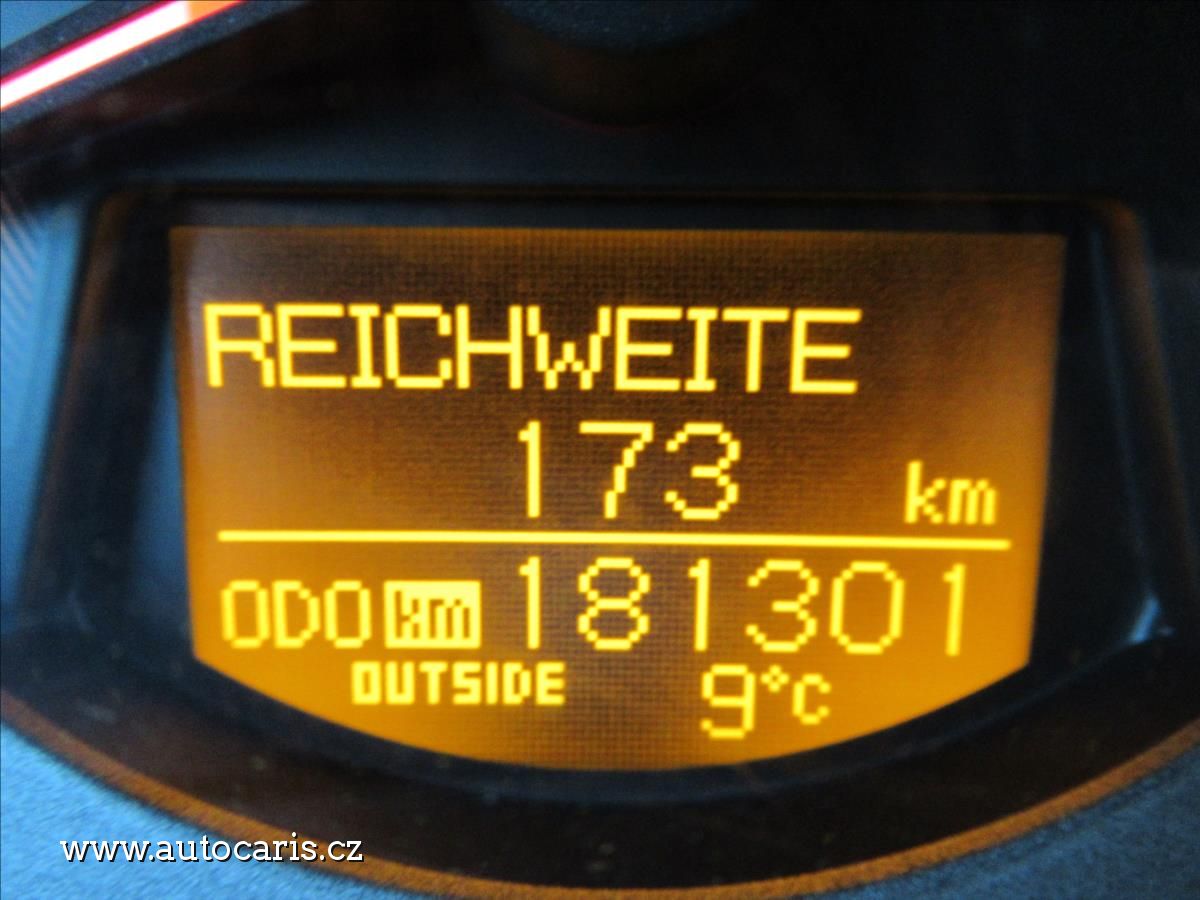 REICHWEITE
173 km
ODO km 181301
OUTSIDE 9°C
www.autocaris.cz